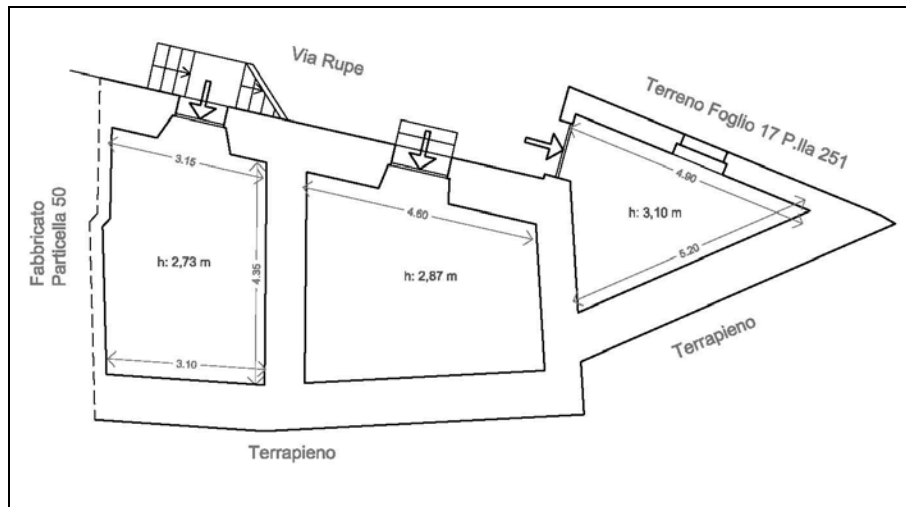 Via Rupe
Terreno Foglio 17 P.lla 251
3.15
4.90
4.60
h: 3,10 m
Fabbricato
Particella 50
h: 2,73 m
4.35
h: 2,87 m
5.20
3.10
Terrapieno
Terrapieno